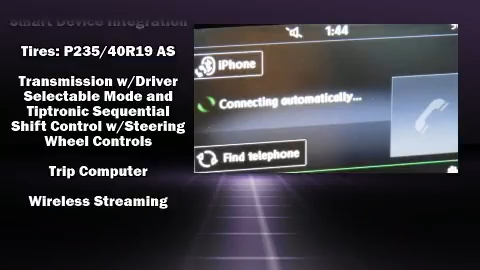 Smart Device Integration
Tires: P235/40R19 AS
Transmission w/Driver
Selectable Mode and
Tiptronic Sequential
Shift Control w/Steering
Wheel Controls
Trip Computer
Wireless Streaming
1:44
iPhone
Connecting automatically...
Find telephone